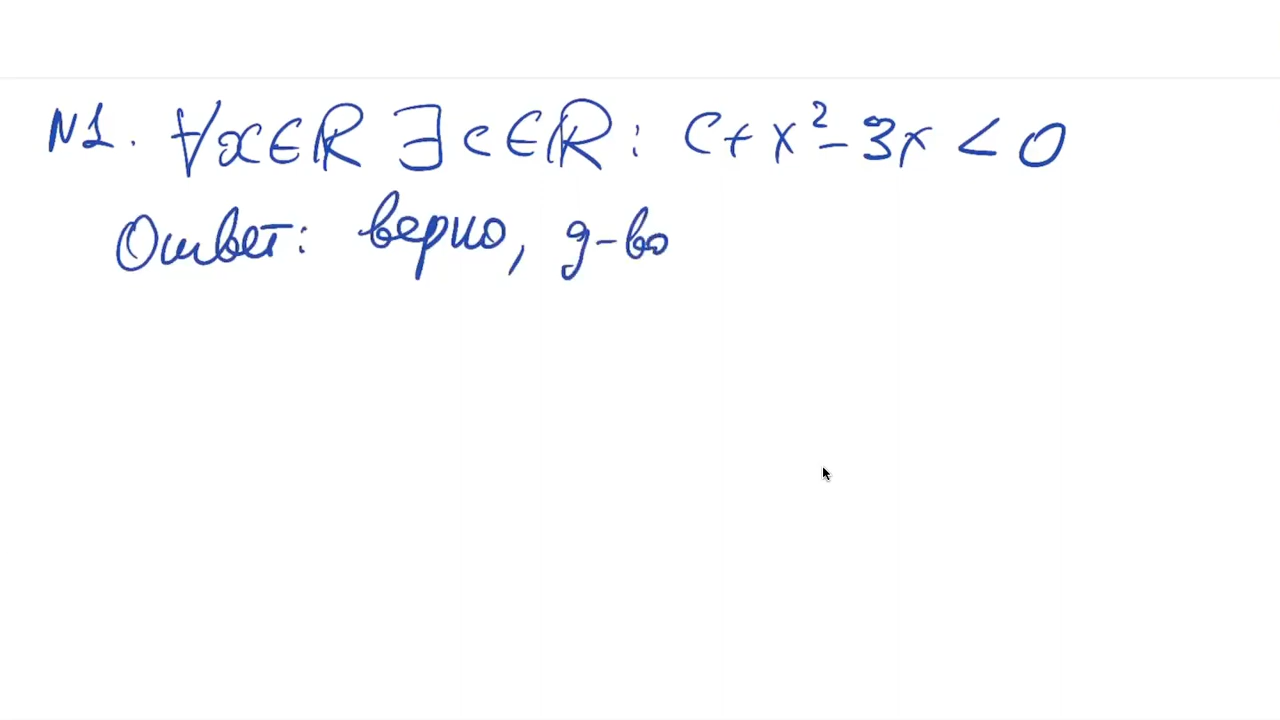 N1. ∀x∈ℝ ∃c∈ℝ: c+x²-3x<0
Ответ: верно, д-во